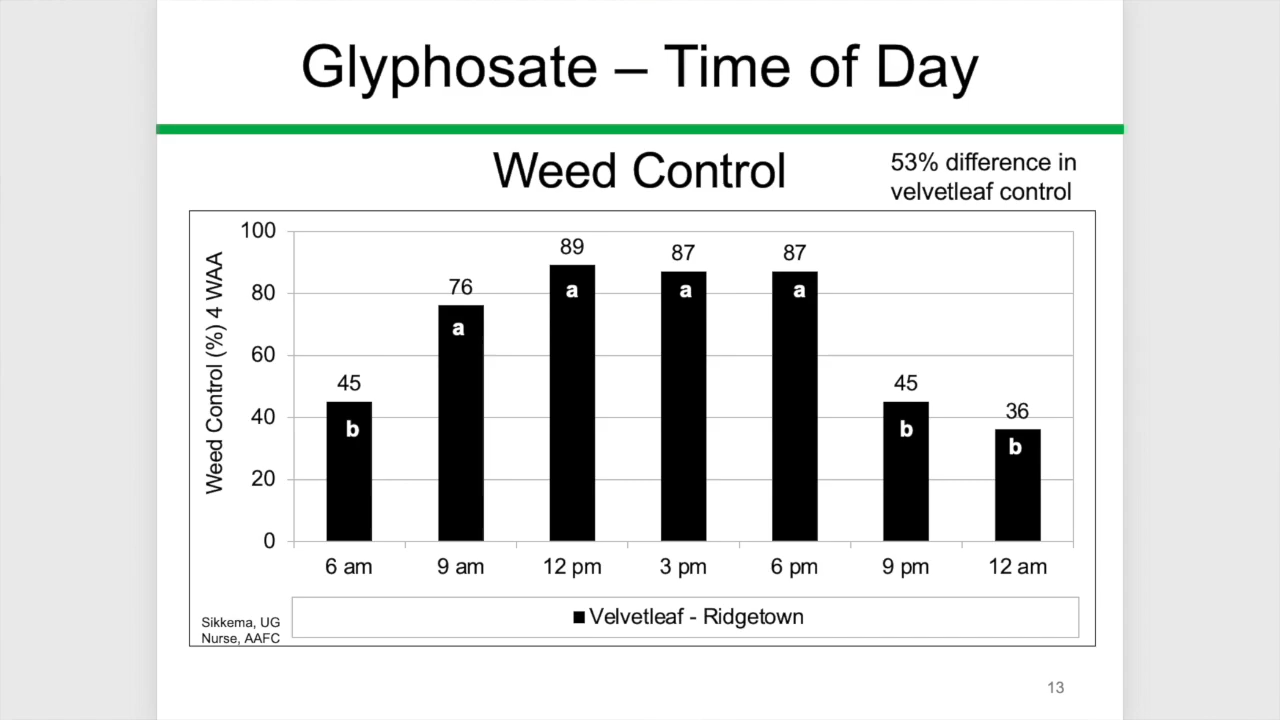 Glyphosate – Time of Day
Weed Control
53% difference in
velvetleaf control
Weed Control (%) 4 WAA
100
80
60
40
20
0
45
76
89
87
87
45
36
b
a
a
a
a
b
b
6 am
9 am
12 pm
3 pm
6 pm
9 pm
12 am
Velvetleaf - Ridgetown
Sikkema, UG
Nurse, AAFC
13